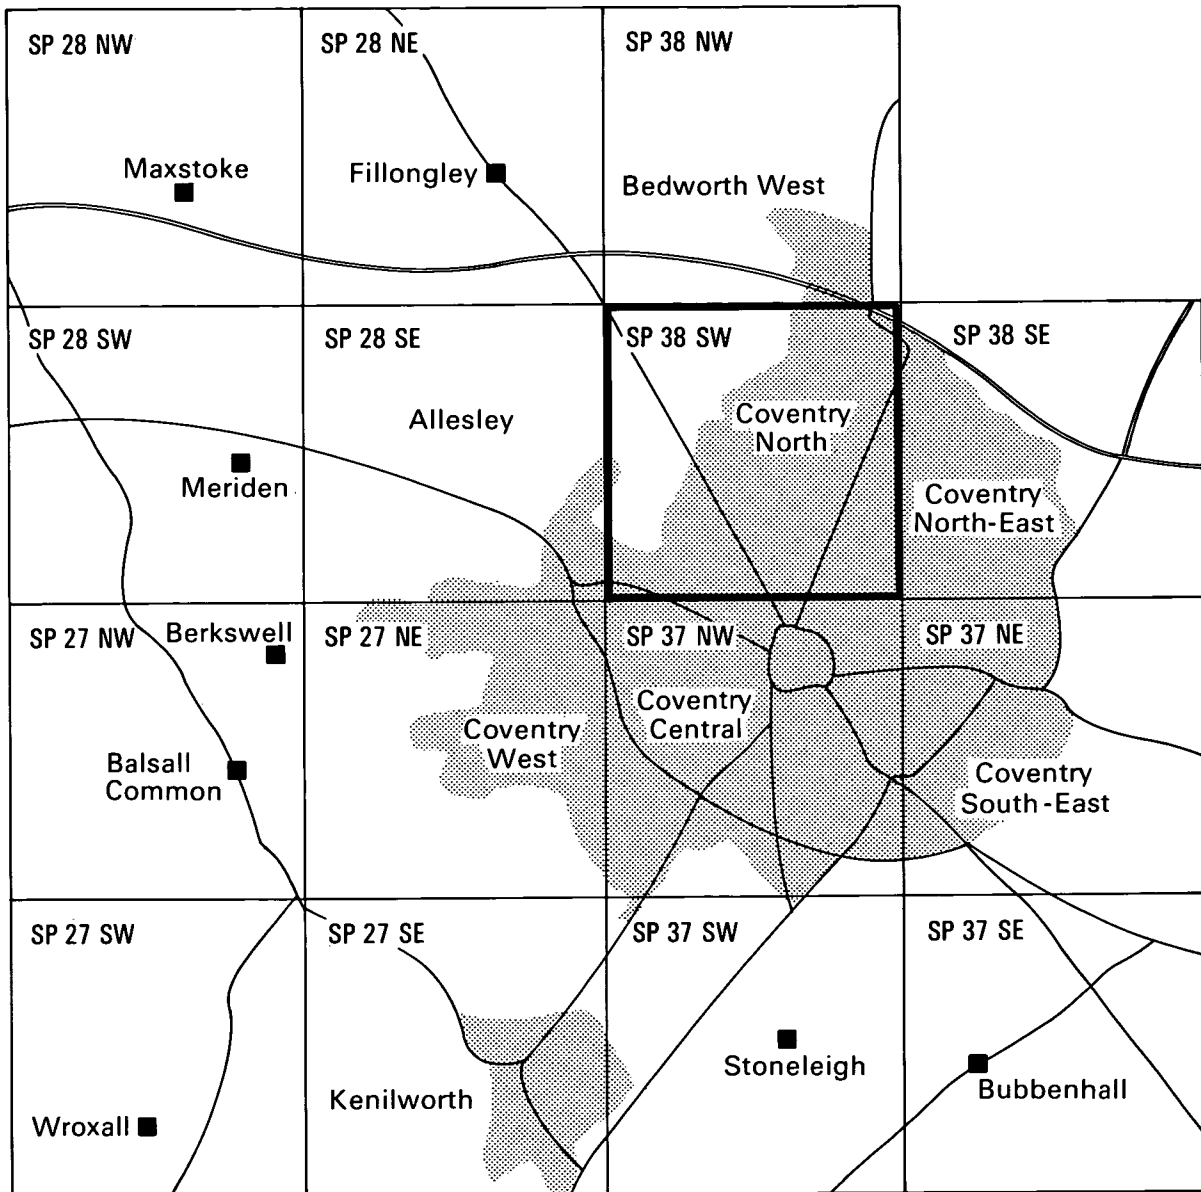 SP 28 NW
SP 28 NE
SP 38 NW
Maxstoke
Fillongley
Bedworth West
SP 28 SW
SP 28 SE
SP 38 SW
SP 38 SE
Allesley
Coventry
North
Meriden
Coventry
North-East
SP 27 NW
Berkswell
SP 27 NE
SP 37 NW
SP 37 NE
Coventry
West
Coventry
Central
Balsall
Common
Coventry
South-East
SP 27 SW
SP 27 SE
SP 37 SW
SP 37 SE
Stoneleigh
Bubbenhall
Kenilworth
Wroxall